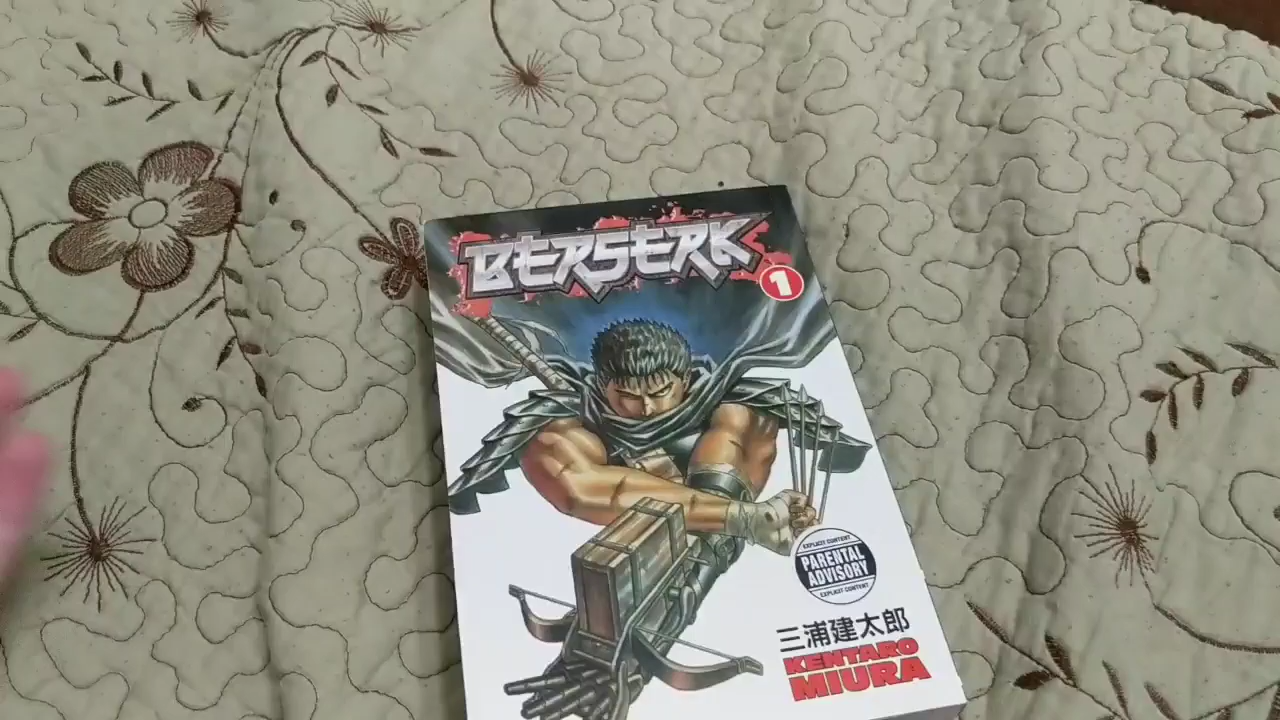 BERSERK
1
EXPLICIT CONTENT
PARENTAL
ADVISORY
EXPLICIT CONTENT
三浦建太郎
KENTARO
MIURA